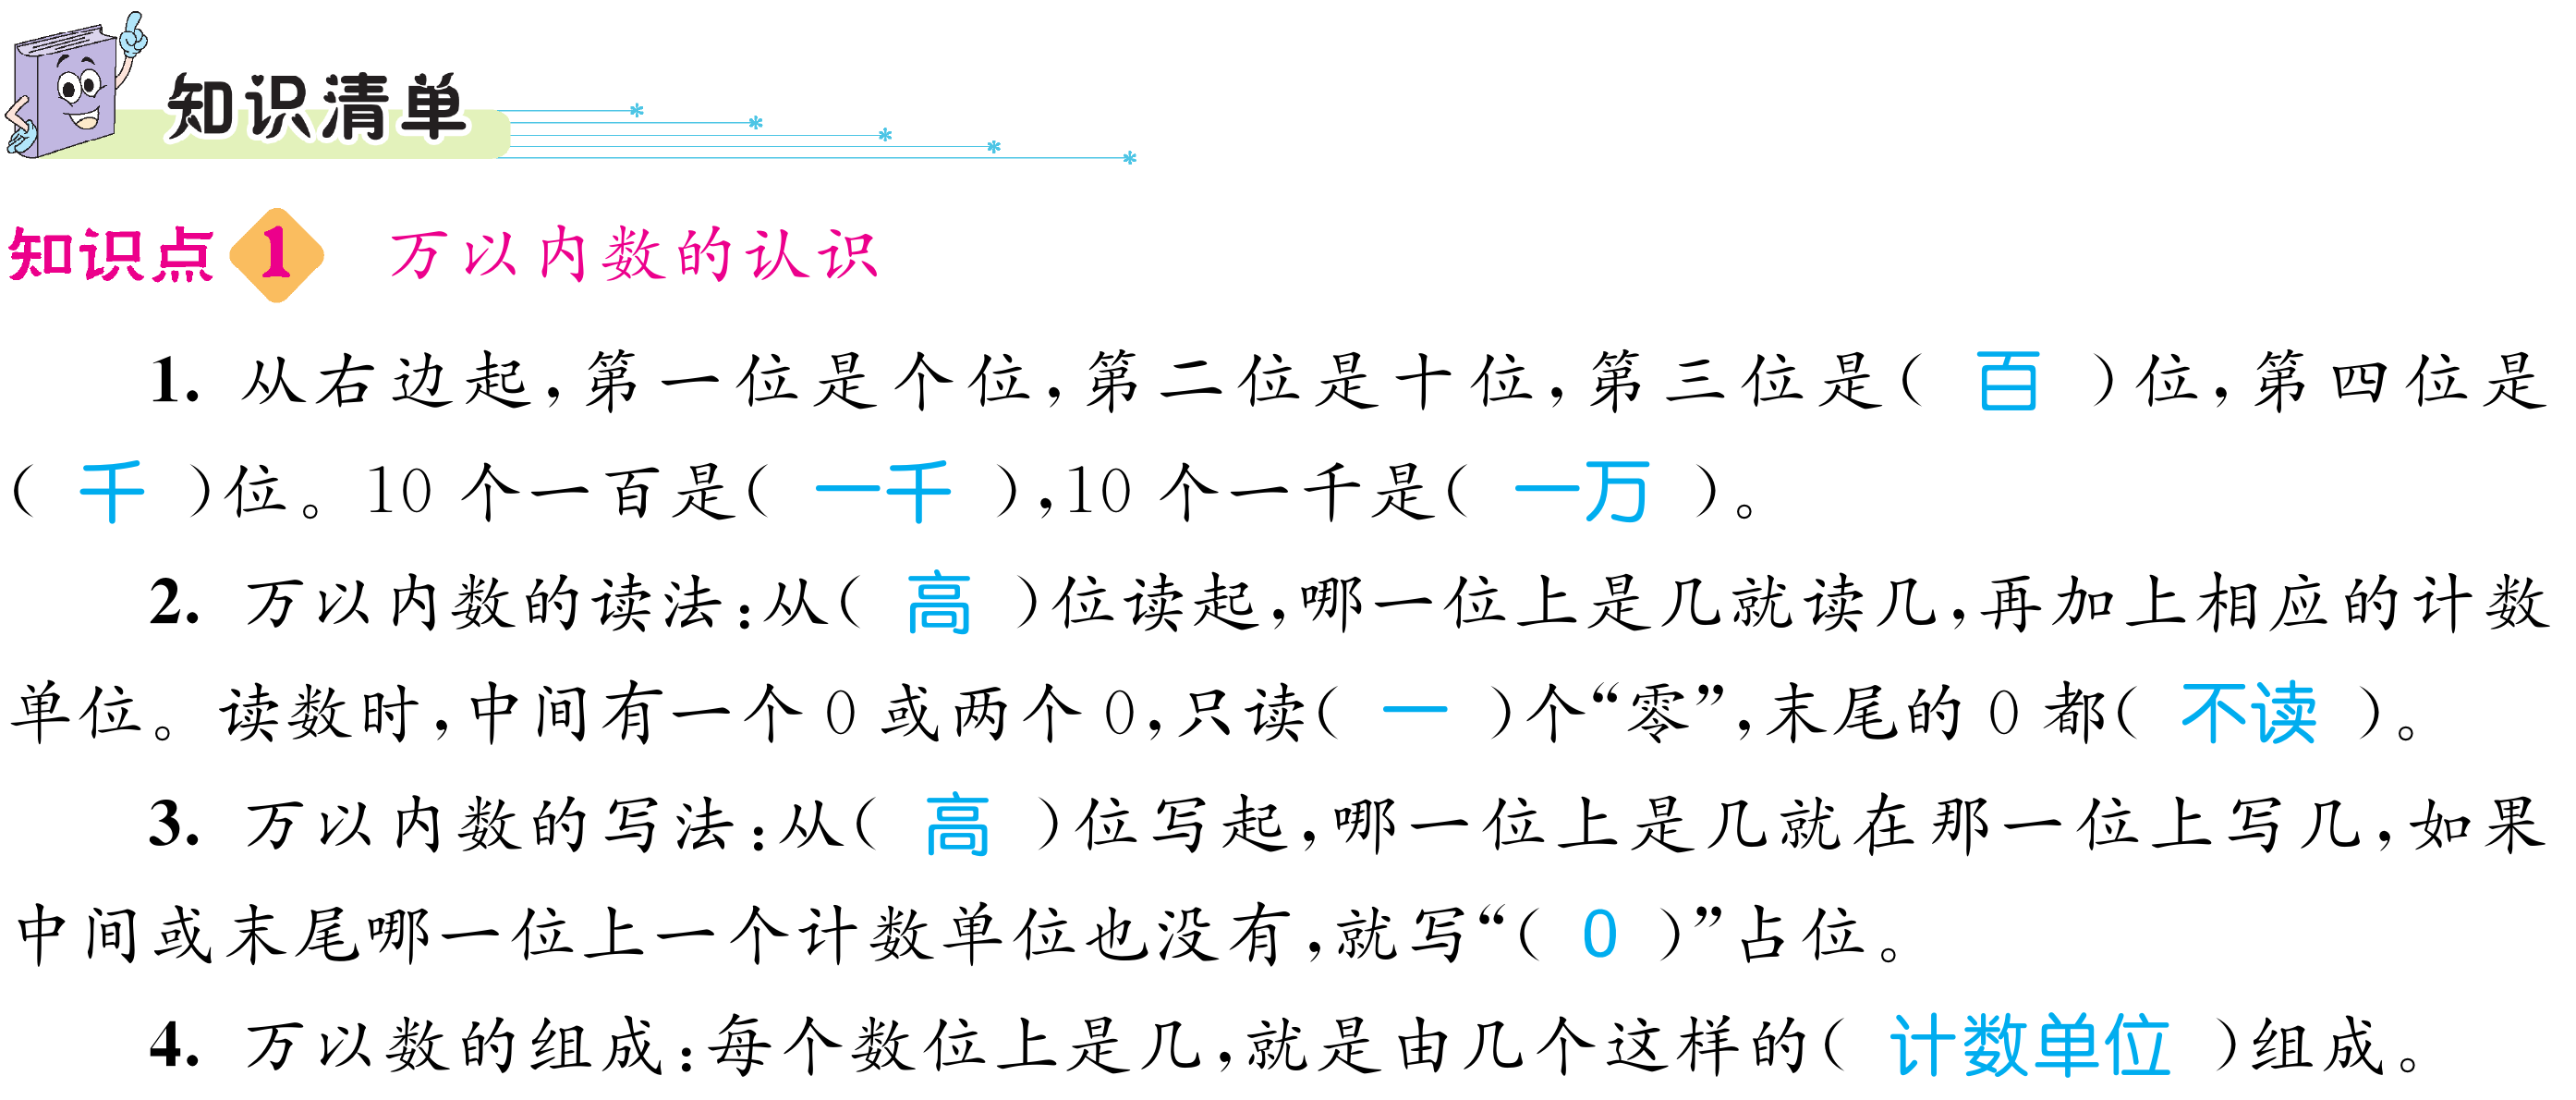 知识清单
知识点 1 万以内数的认识
1. 从右边起,第一位是个位,第二位是十位,第三位是( 百 )位,第四位是
( 千 )位。10 个一百是( 一千 ),10 个一千是( 一万 )。
2. 万以内数的读法:从( 高 )位读起,哪一位上是几就读几,再加上相应的计数
单位。读数时,中间有一个 0 或两个 0,只读( 一 )个“零”,末尾的 0 都( 不读 )。
3. 万以内数的写法:从( 高 )位写起,哪一位上是几就在那一位上写几,如果
中间或末尾哪一位上一个计数单位也没有,就写“( 0 )”占位。
4. 万以数的组成:每个数位上是几,就是由几个这样的( 计数单位 )组成。